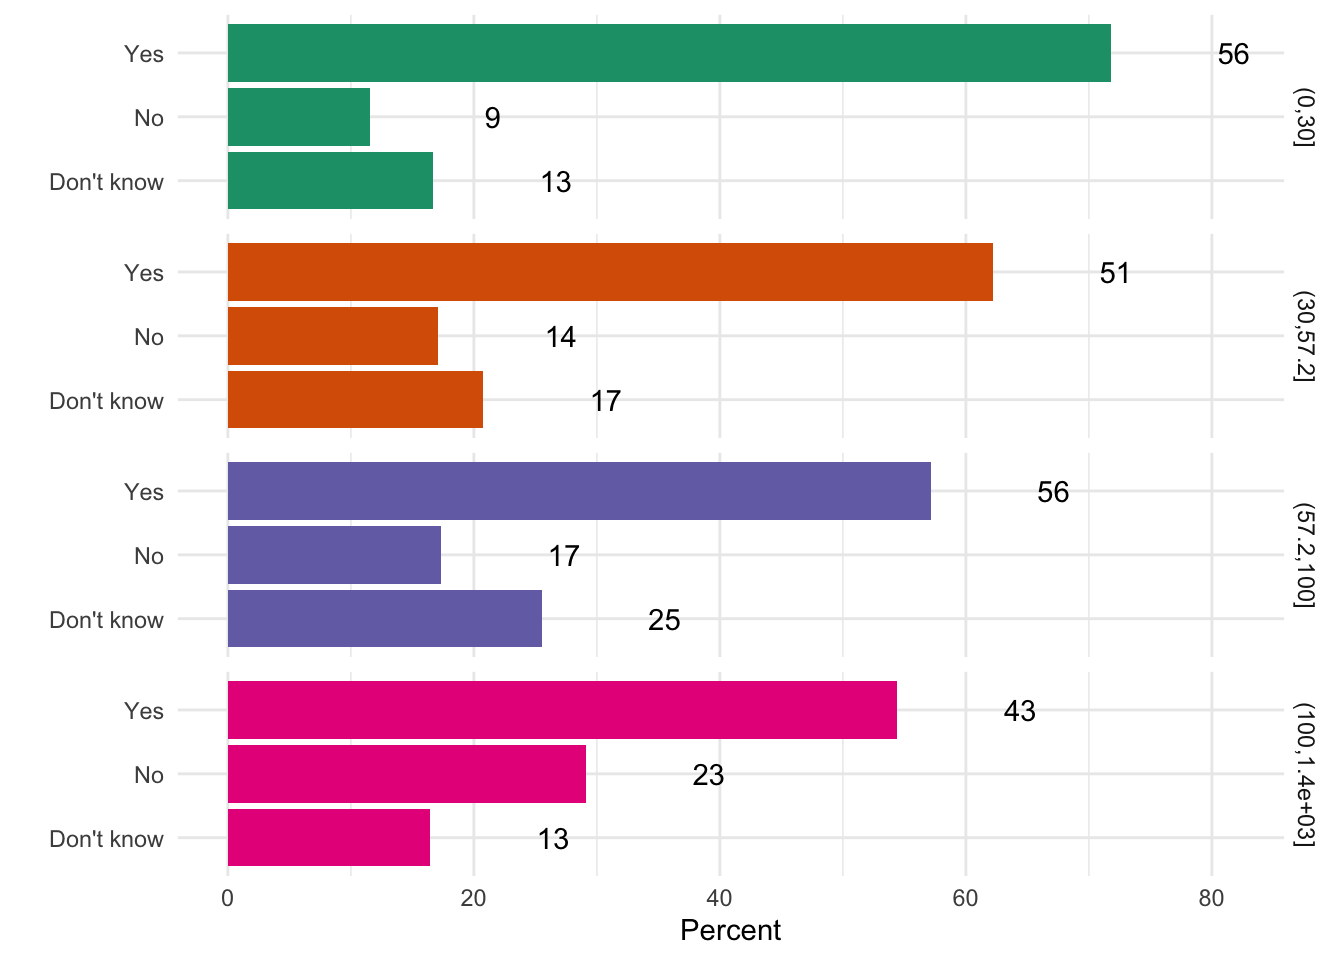 Yes 56
No 9
Don't know 13
(0,30]
Yes 51
No 14
Don't know 17
(30,57.2]
Yes 56
No 17
Don't know 25
(57.2,100]
Yes 43
No 23
Don't know 13
(100,1.4e+03]
0 20 40 60 80
Percent